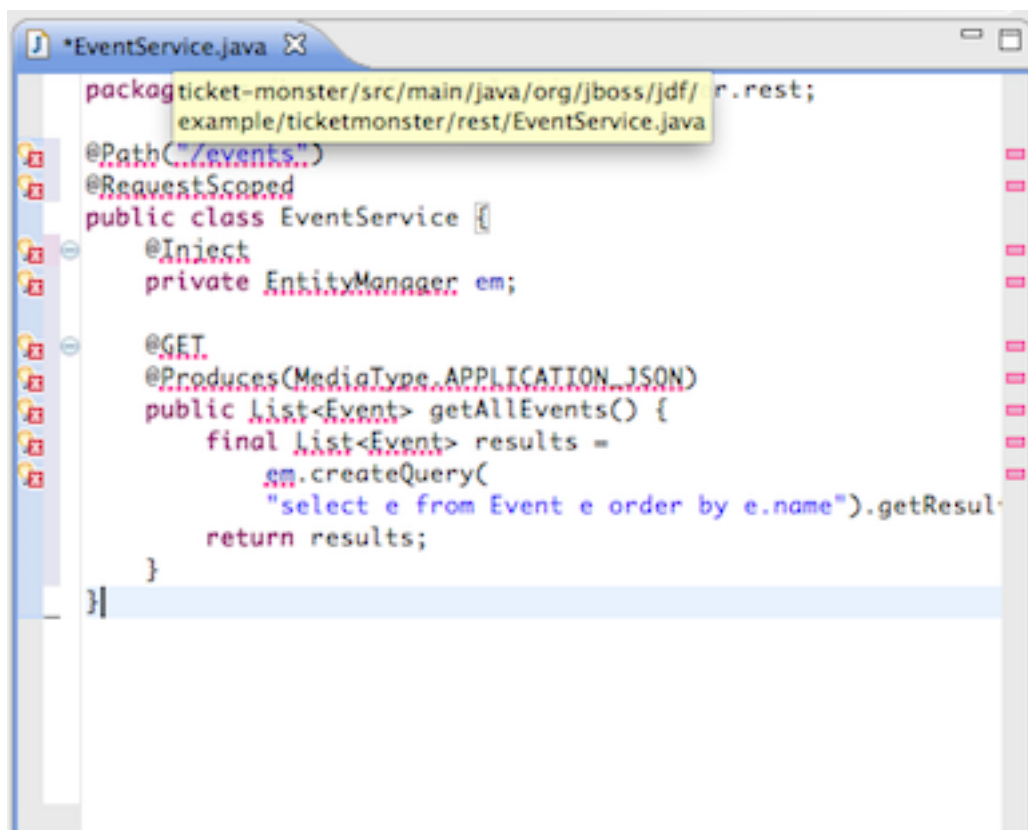 *EventService.java
packag r.rest;
ticket-monster/src/main/java/org/jboss/jdf/
example/ticketmonster/rest/EventService.java
@Path("/events")
@RequestScoped
public class EventService {
@Inject
private EntityManager em;
@GET
@Produces(MediaType.APPLICATION_JSON)
public List<Event> getAllEvents() {
final List<Event> results =
em.createQuery(
"select e from Event e order by e.name").getResul
return results;
}
}